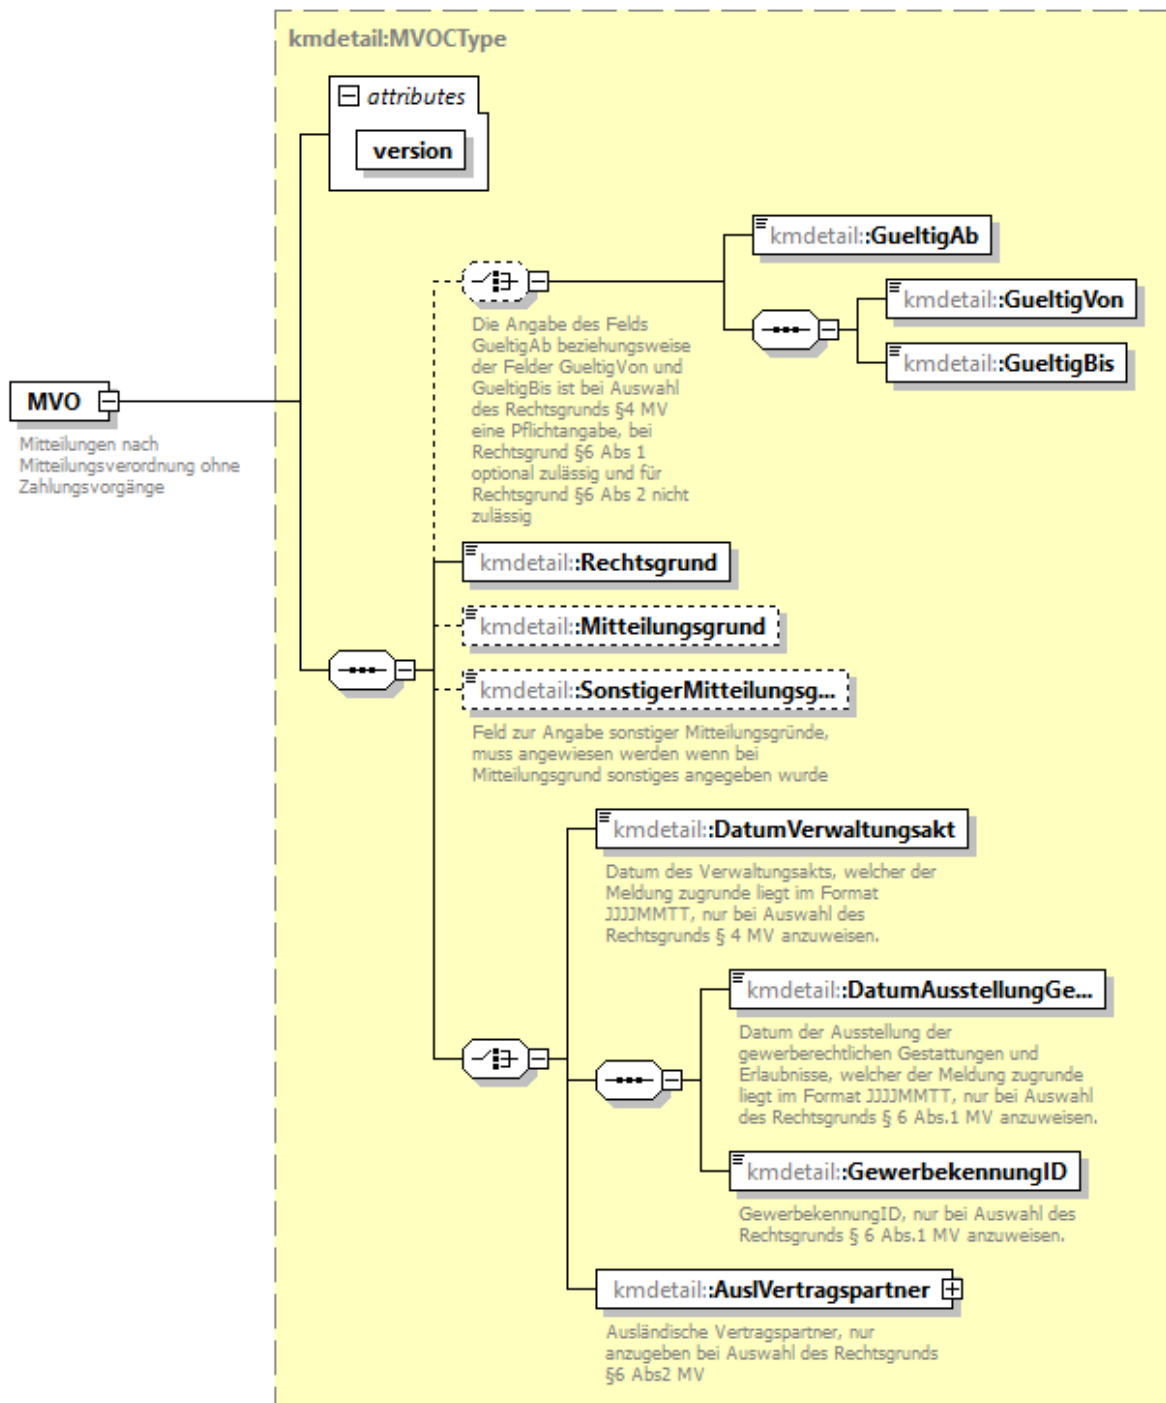 kmdetail:MVOCType
attributes
version
kmdetail::GueltigAb
kmdetail::GueltigVon
kmdetail::GueltigBis
Die Angabe des Felds
GueltigAb beziehungsweise
der Felder GueltigVon und
GueltigBis ist bei Auswahl
des Rechtsgrunds §4 MV
eine Pflichtangabe, bei
Rechtsgrund §6 Abs 1
optional zulässig und für
Rechtsgrund §6 Abs 2 nicht
zulässig
MVO
Mitteilungen nach
Mitteilungsverordnung ohne
Zahlungsvorgänge
kmdetail::Rechtsgrund
kmdetail::Mitteilungsgrund
kmdetail::SonstigerMitteilungsg...
Feld zur Angabe sonstiger Mitteilungsgründe,
muss angewiesen werden wenn bei
Mitteilungsgrund sonstiges angegeben wurde
kmdetail::DatumVerwaltungsakt
Datum des Verwaltungsakts, welcher der
Meldung zugrunde liegt im Format
JJJJMMTT, nur bei Auswahl des
Rechtsgrunds § 4 MV anzuweisen.
kmdetail::DatumAusstellungGe...
Datum der Ausstellung der
gewerberechtlichen Gestattungen und
Erlaubnisse, welcher der Meldung zugrunde
liegt im Format JJJJMMTT, nur bei Auswahl
des Rechtsgrunds § 6 Abs.1 MV anzuweisen.
kmdetail::GewerbekennungID
GewerbekennungID, nur bei Auswahl des
Rechtsgrunds § 6 Abs.1 MV anzuweisen.
kmdetail::AuslVertragspartner
Ausländische Vertragspartner, nur
anzugeben bei Auswahl des Rechtsgrunds
§6 Abs2 MV